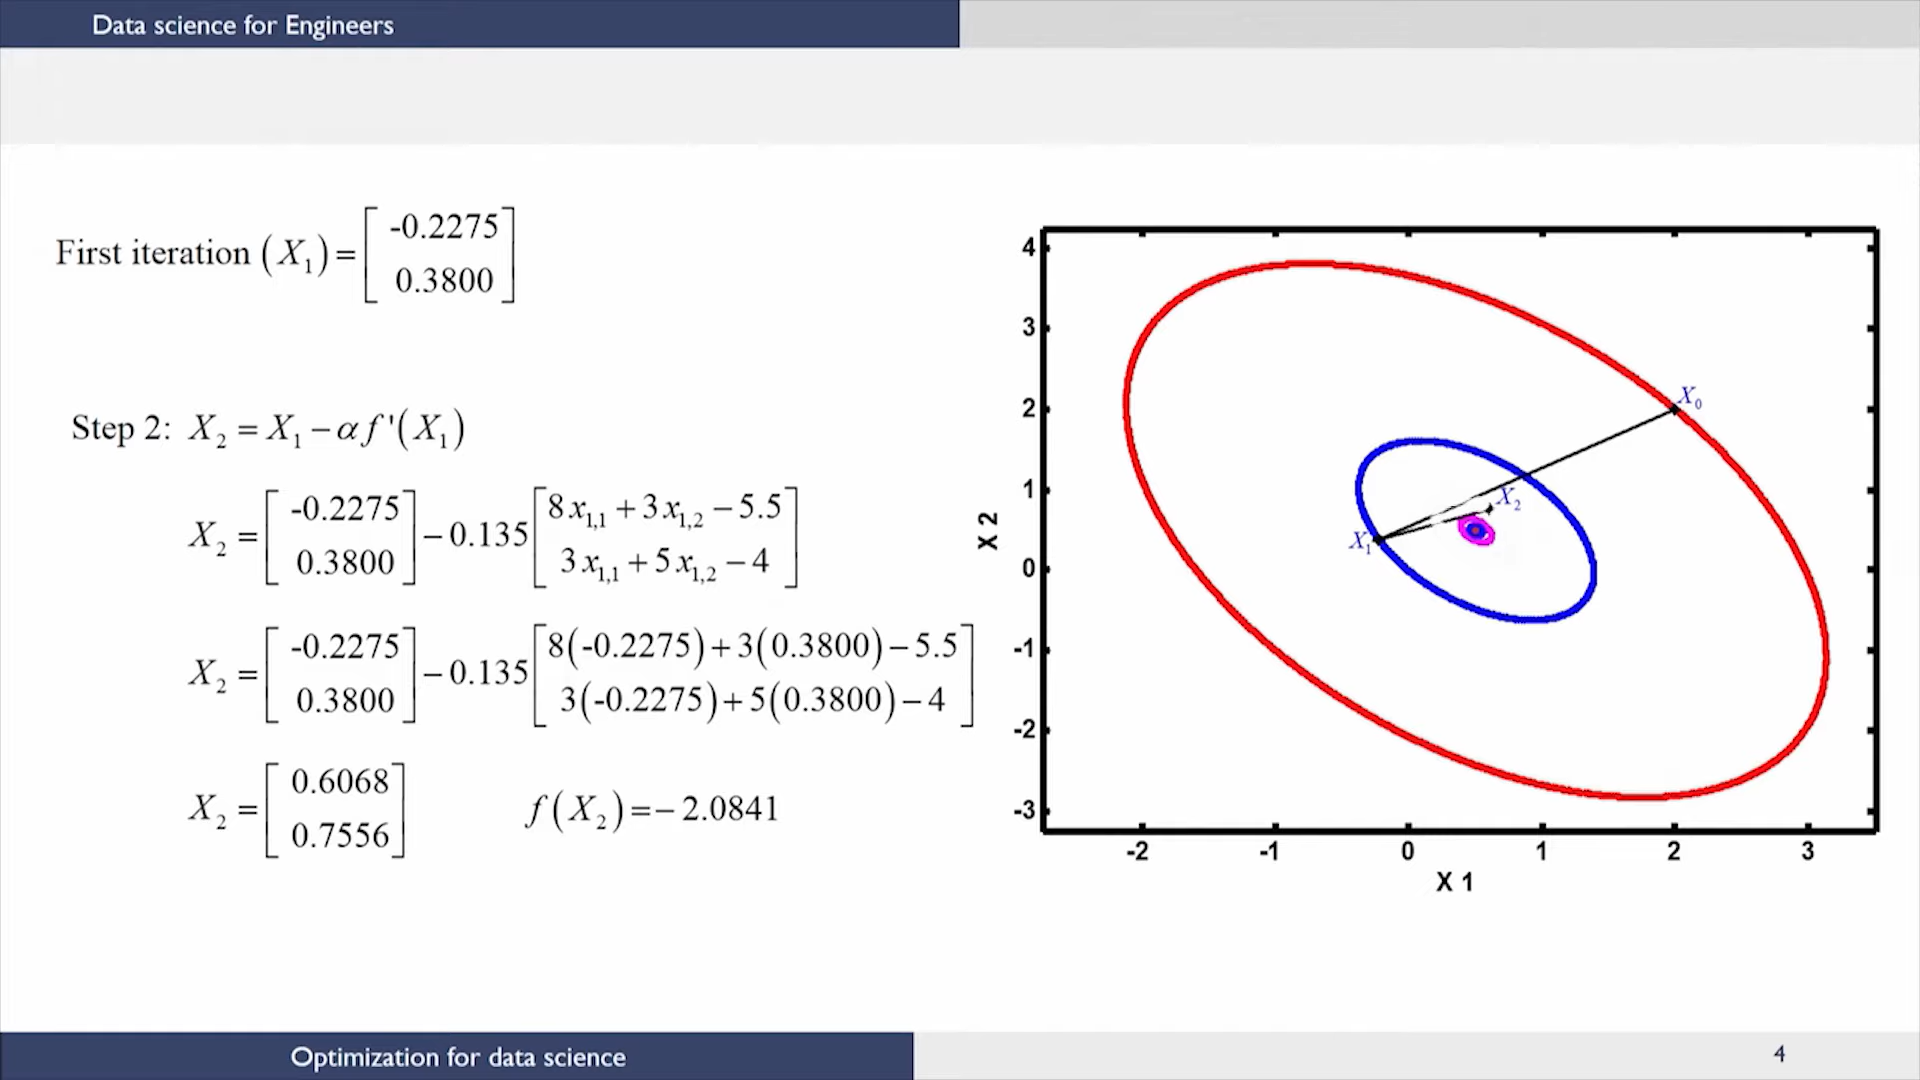 Data science for Engineers
First iteration (X₁) = [ -0.2275
0.3800 ]
Step 2: X₂ = X₁ − αf'(X₁)
X₂ = [ -0.2275 ; 0.3800 ] − 0.135 [ 8x₁,₁ + 3x₁,₂ − 5.5 ; 3x₁,₁ + 5x₁,₂ − 4 ]
X₂ = [ -0.2275 ; 0.3800 ] − 0.135 [ 8(-0.2275) + 3(0.3800) − 5.5 ; 3(-0.2275) + 5(0.3800) − 4 ]
X₂ = [ 0.6068 ; 0.7556 ] f(X₂) = − 2.0841
4
3
2
1
0
-1
-2
-3
X 2
X₀
X₂
X₁
-2 -1 0 1 2 3
X 1
Optimization for data science
4